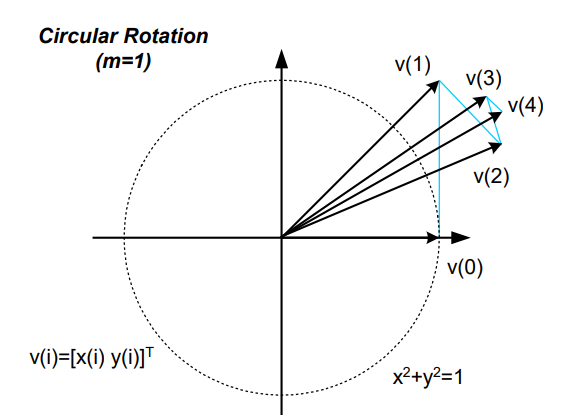 Circular Rotation
(m=1)
v(1)
v(3)
v(4)
v(2)
v(0)
v(i)=[x(i) y(i)]ᵀ
x²+y²=1